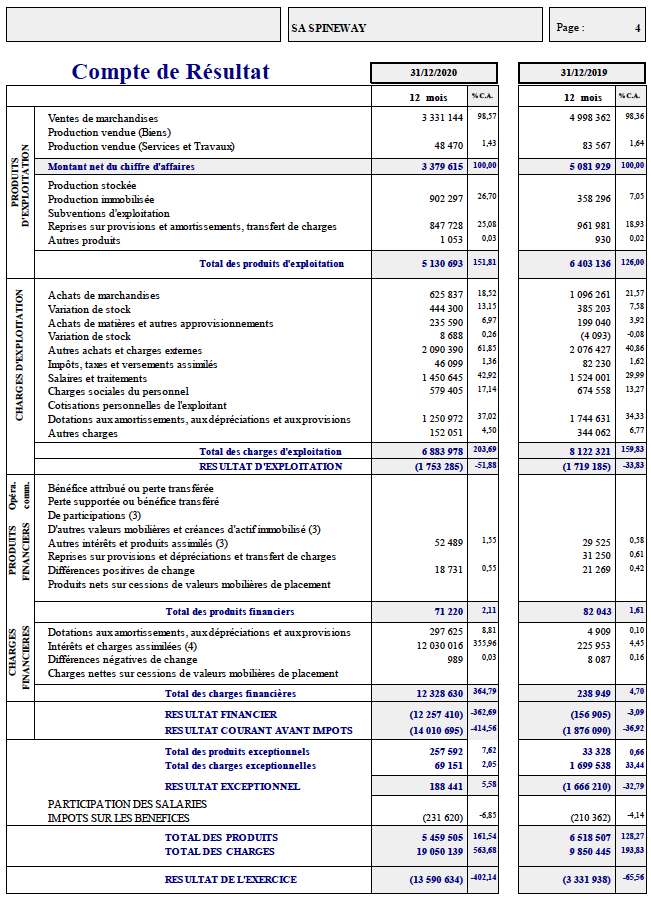 SA SPINEWAY Page : 4
Compte de Résultat 31/12/2020 31/12/2019
12 mois % C.A. 12 mois % C.A.
PRODUITS D'EXPLOITATION
Ventes de marchandises 3 331 144 98,57 4 998 362 98,36
Production vendue (Biens)
Production vendue (Services et Travaux) 48 470 1,43 83 567 1,64
Montant net du chiffre d'affaires 3 379 615 100,00 5 081 929 100,00
Production stockée
Production immobilisée 902 297 26,70 358 296 7,05
Subventions d'exploitation
Reprises sur provisions et amortissements, transfert de charges 847 728 25,08 961 981 18,93
Autres produits 1 053 0,03 930 0,02
Total des produits d'exploitation 5 130 693 151,81 6 403 136 126,00
CHARGES D'EXPLOITATION
Achats de marchandises 625 837 18,52 1 096 261 21,57
Variation de stock 444 300 13,15 385 203 7,58
Achats de matières et autres approvisionnements 235 590 6,97 199 040 3,92
Variation de stock 8 688 0,26 (4 093) -0,08
Autres achats et charges externes 2 090 390 61,85 2 076 427 40,86
Impôts, taxes et versements assimilés 46 099 1,36 82 230 1,62
Salaires et traitements 1 450 645 42,92 1 524 001 29,99
Charges sociales du personnel 579 405 17,14 674 558 13,27
Cotisations personnelles de l'exploitant
Dotations aux amortissements, aux dépréciations et aux provisions 1 250 972 37,02 1 744 631 34,33
Autres charges 152 051 4,50 344 062 6,77
Total des charges d'exploitation 6 883 978 203,69 8 122 321 159,83
RESULTAT D'EXPLOITATION (1 753 285) -51,88 (1 719 185) -33,83
Opéra. comm.
Bénéfice attribué ou perte transférée
Perte supportée ou bénéfice transféré
PRODUITS FINANCIERS
De participations (3)
D'autres valeurs mobilières et créances d'actif immobilisé (3)
Autres intérêts et produits assimilés (3) 52 489 1,55 29 525 0,58
Reprises sur provisions et dépréciations et transfert de charges 31 250 0,61
Différences positives de change 18 731 0,55 21 269 0,42
Produits nets sur cessions de valeurs mobilières de placement
Total des produits financiers 71 220 2,11 82 043 1,61
CHARGES FINANCIERES
Dotations aux amortissements, aux dépréciations et aux provisions 297 625 8,81 4 909 0,10
Intérêts et charges assimilées (4) 12 030 016 355,96 225 953 4,45
Différences négatives de change 989 0,03 8 087 0,16
Charges nettes sur cessions de valeurs mobilières de placement
Total des charges financières 12 328 630 364,79 238 949 4,70
RESULTAT FINANCIER (12 257 410) -362,69 (156 905) -3,09
RESULTAT COURANT AVANT IMPOTS (14 010 695) -414,56 (1 876 090) -36,92
Total des produits exceptionnels 257 592 7,62 33 328 0,66
Total des charges exceptionnelles 69 151 2,05 1 699 538 33,44
RESULTAT EXCEPTIONNEL 188 441 5,58 (1 666 210) -32,79
PARTICIPATION DES SALARIES
IMPOTS SUR LES BENEFICES (231 620) -6,85 (210 362) -4,14
TOTAL DES PRODUITS 5 459 505 161,54 6 518 507 128,27
TOTAL DES CHARGES 19 050 139 563,68 9 850 445 193,83
RESULTAT DE L'EXERCICE (13 590 634) -402,14 (3 331 938) -65,56